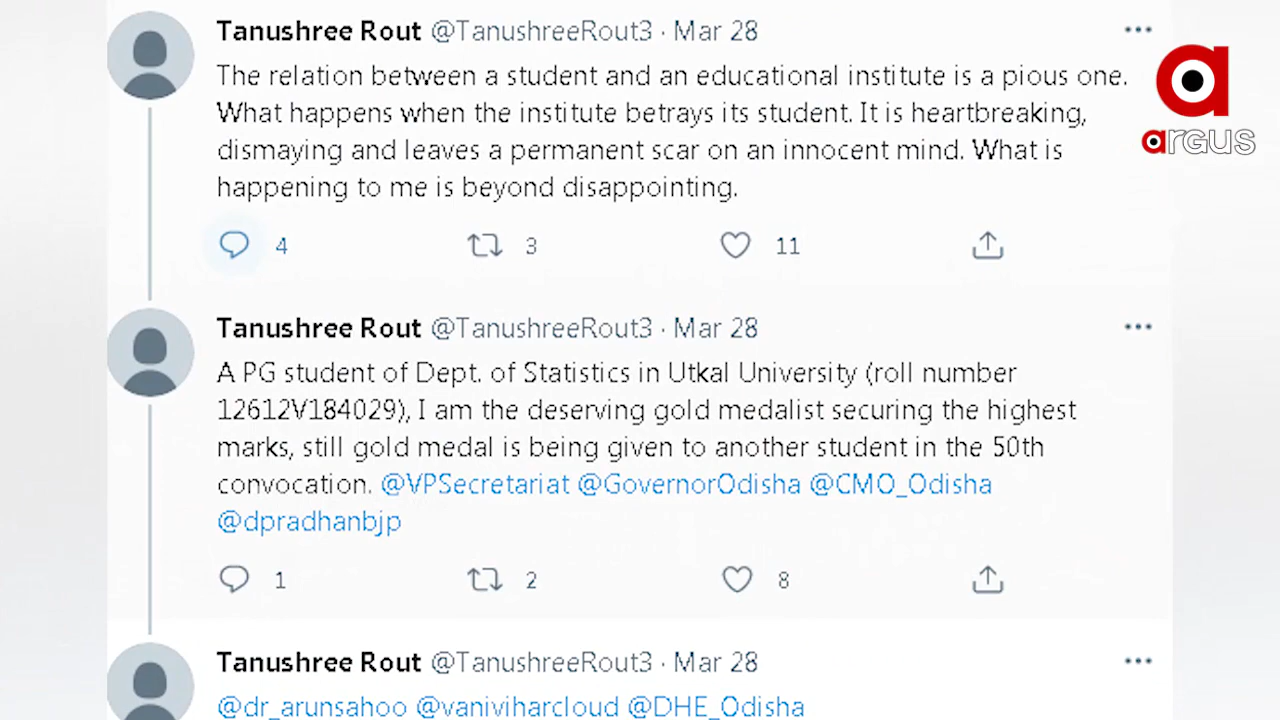 Tanushree Rout @TanushreeRout3 · Mar 28
The relation between a student and an educational institute is a pious one.
What happens when the institute betrays its student. It is heartbreaking,
dismaying and leaves a permanent scar on an innocent mind. What is
happening to me is beyond disappointing.
4 3 11
Tanushree Rout @TanushreeRout3 · Mar 28
A PG student of Dept. of Statistics in Utkal University (roll number
12612V184029), I am the deserving gold medalist securing the highest
marks, still gold medal is being given to another student in the 50th
convocation. @VPSecretariat @GovernorOdisha @CMO_Odisha
@dpradhanbjp
1 2 8
Tanushree Rout @TanushreeRout3 · Mar 28
@dr_arunsahoo @vaniviharcloud @DHE_Odisha
a
argus